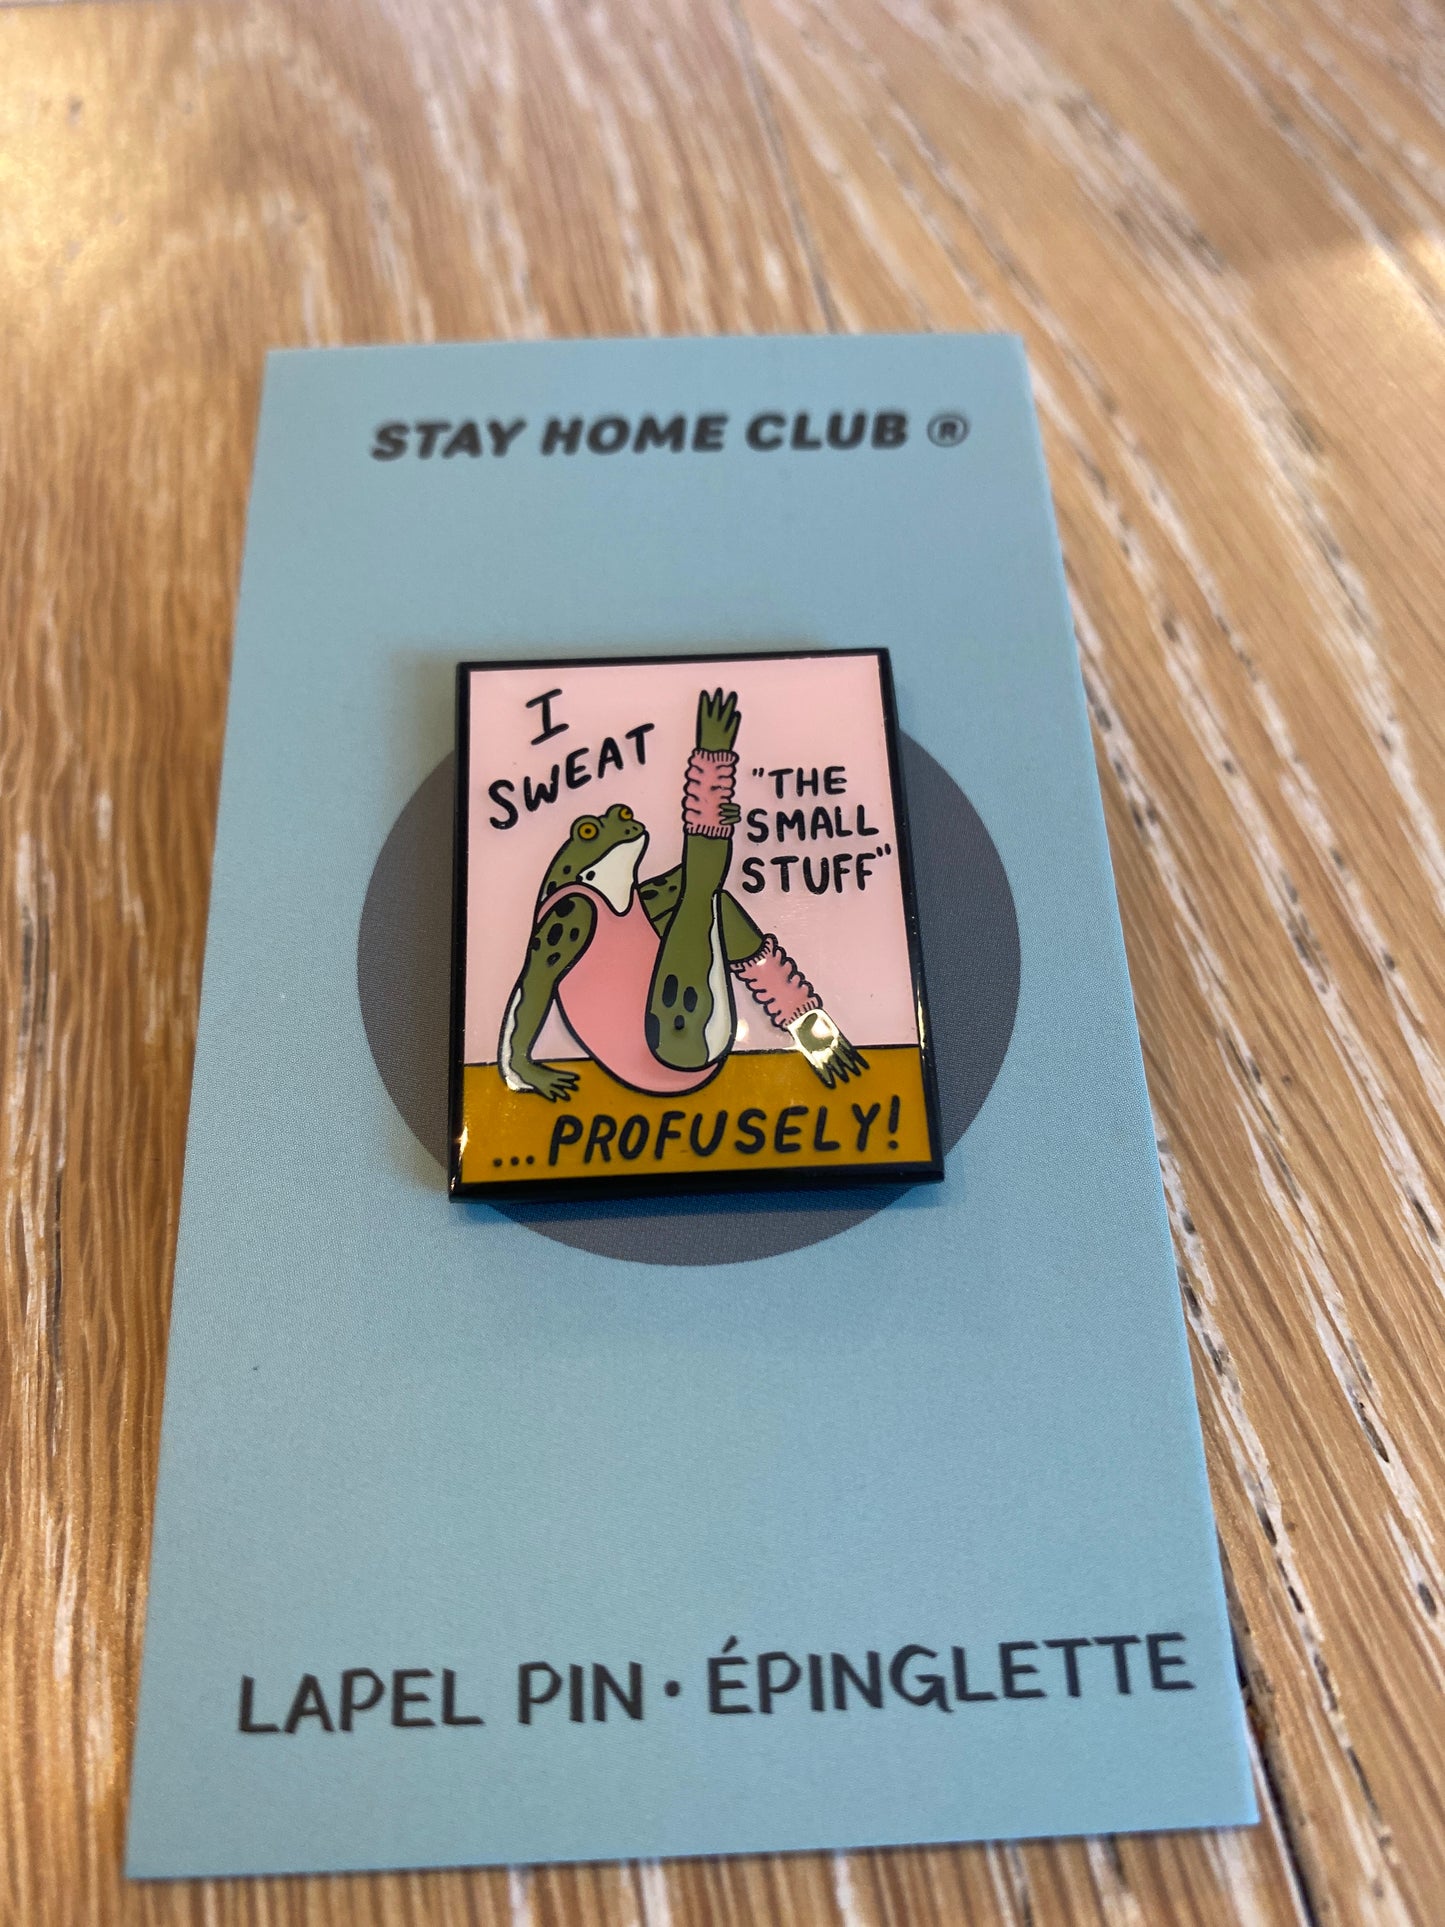 STAY HOME CLUB ®
I
SWEAT
"THE
SMALL
STUFF"
...PROFUSELY!
LAPEL PIN · ÉPINGLETTE